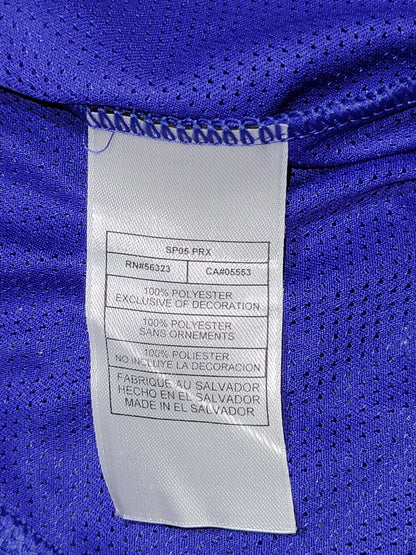 SP05 PRX
RN#56323 CA#05553
100% POLYESTER
EXCLUSIVE OF DECORATION
100% POLYESTER
SANS ORNEMENTS
100% POLIESTER
NO INCLUYE LA DECORACION
FABRIQUE AU SALVADOR
HECHO EN EL SALVADOR
MADE IN EL SALVADOR